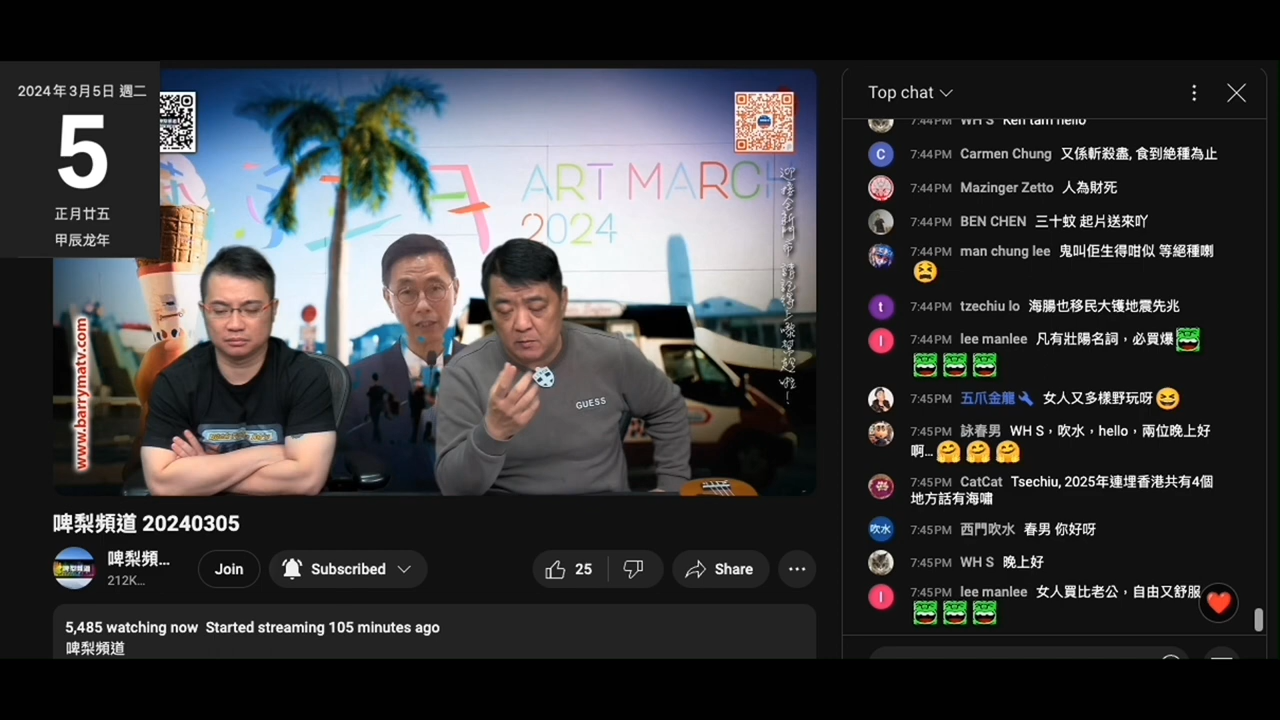 2024年3月5日 週二
5
正月廿五
甲辰龙年
ART MARCH
2024
www.barrymatv.com
GUESS
啤梨頻道 20240305
啤梨頻...
212K...
Join
Subscribed
25
Share
5,485 watching now Started streaming 105 minutes ago
啤梨頻道
Top chat
7:44PM WH S Ken tam hello
C 7:44PM Carmen Chung 又係斬殺盡, 食到絕種為止
7:44PM Mazinger Zetto 人為財死
7:44PM BEN CHEN 三十蚊 起片送來吖
7:44PM man chung lee 鬼叫佢生得咁似 等絕種喇
t 7:44PM tzechiu lo 海腸也移民大镬地震先兆
l 7:44PM lee manlee 凡有壯陽名詞，必買爆
7:45PM 五爪金龍 女人又多樣野玩呀
7:45PM 詠春男 WH S，吹水，hello，兩位晚上好
啊...
7:45PM CatCat Tsechiu, 2025年連埋香港共有4個
地方話有海嘯
吹水 7:45PM 西門吹水 春男 你好呀
7:45PM WH S 晚上好
l 7:45PM lee manlee 女人買比老公，自由又舒服